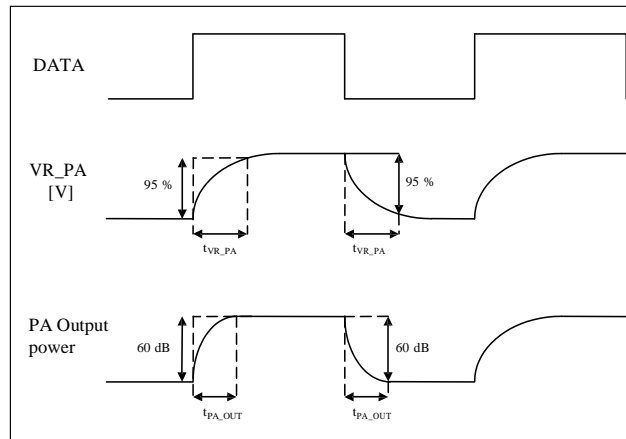 DATA
VR_PA
[V]
95 %
95 %
tVR_PA
tVR_PA
PA Output
power
60 dB
60 dB
tPA_OUT
tPA_OUT